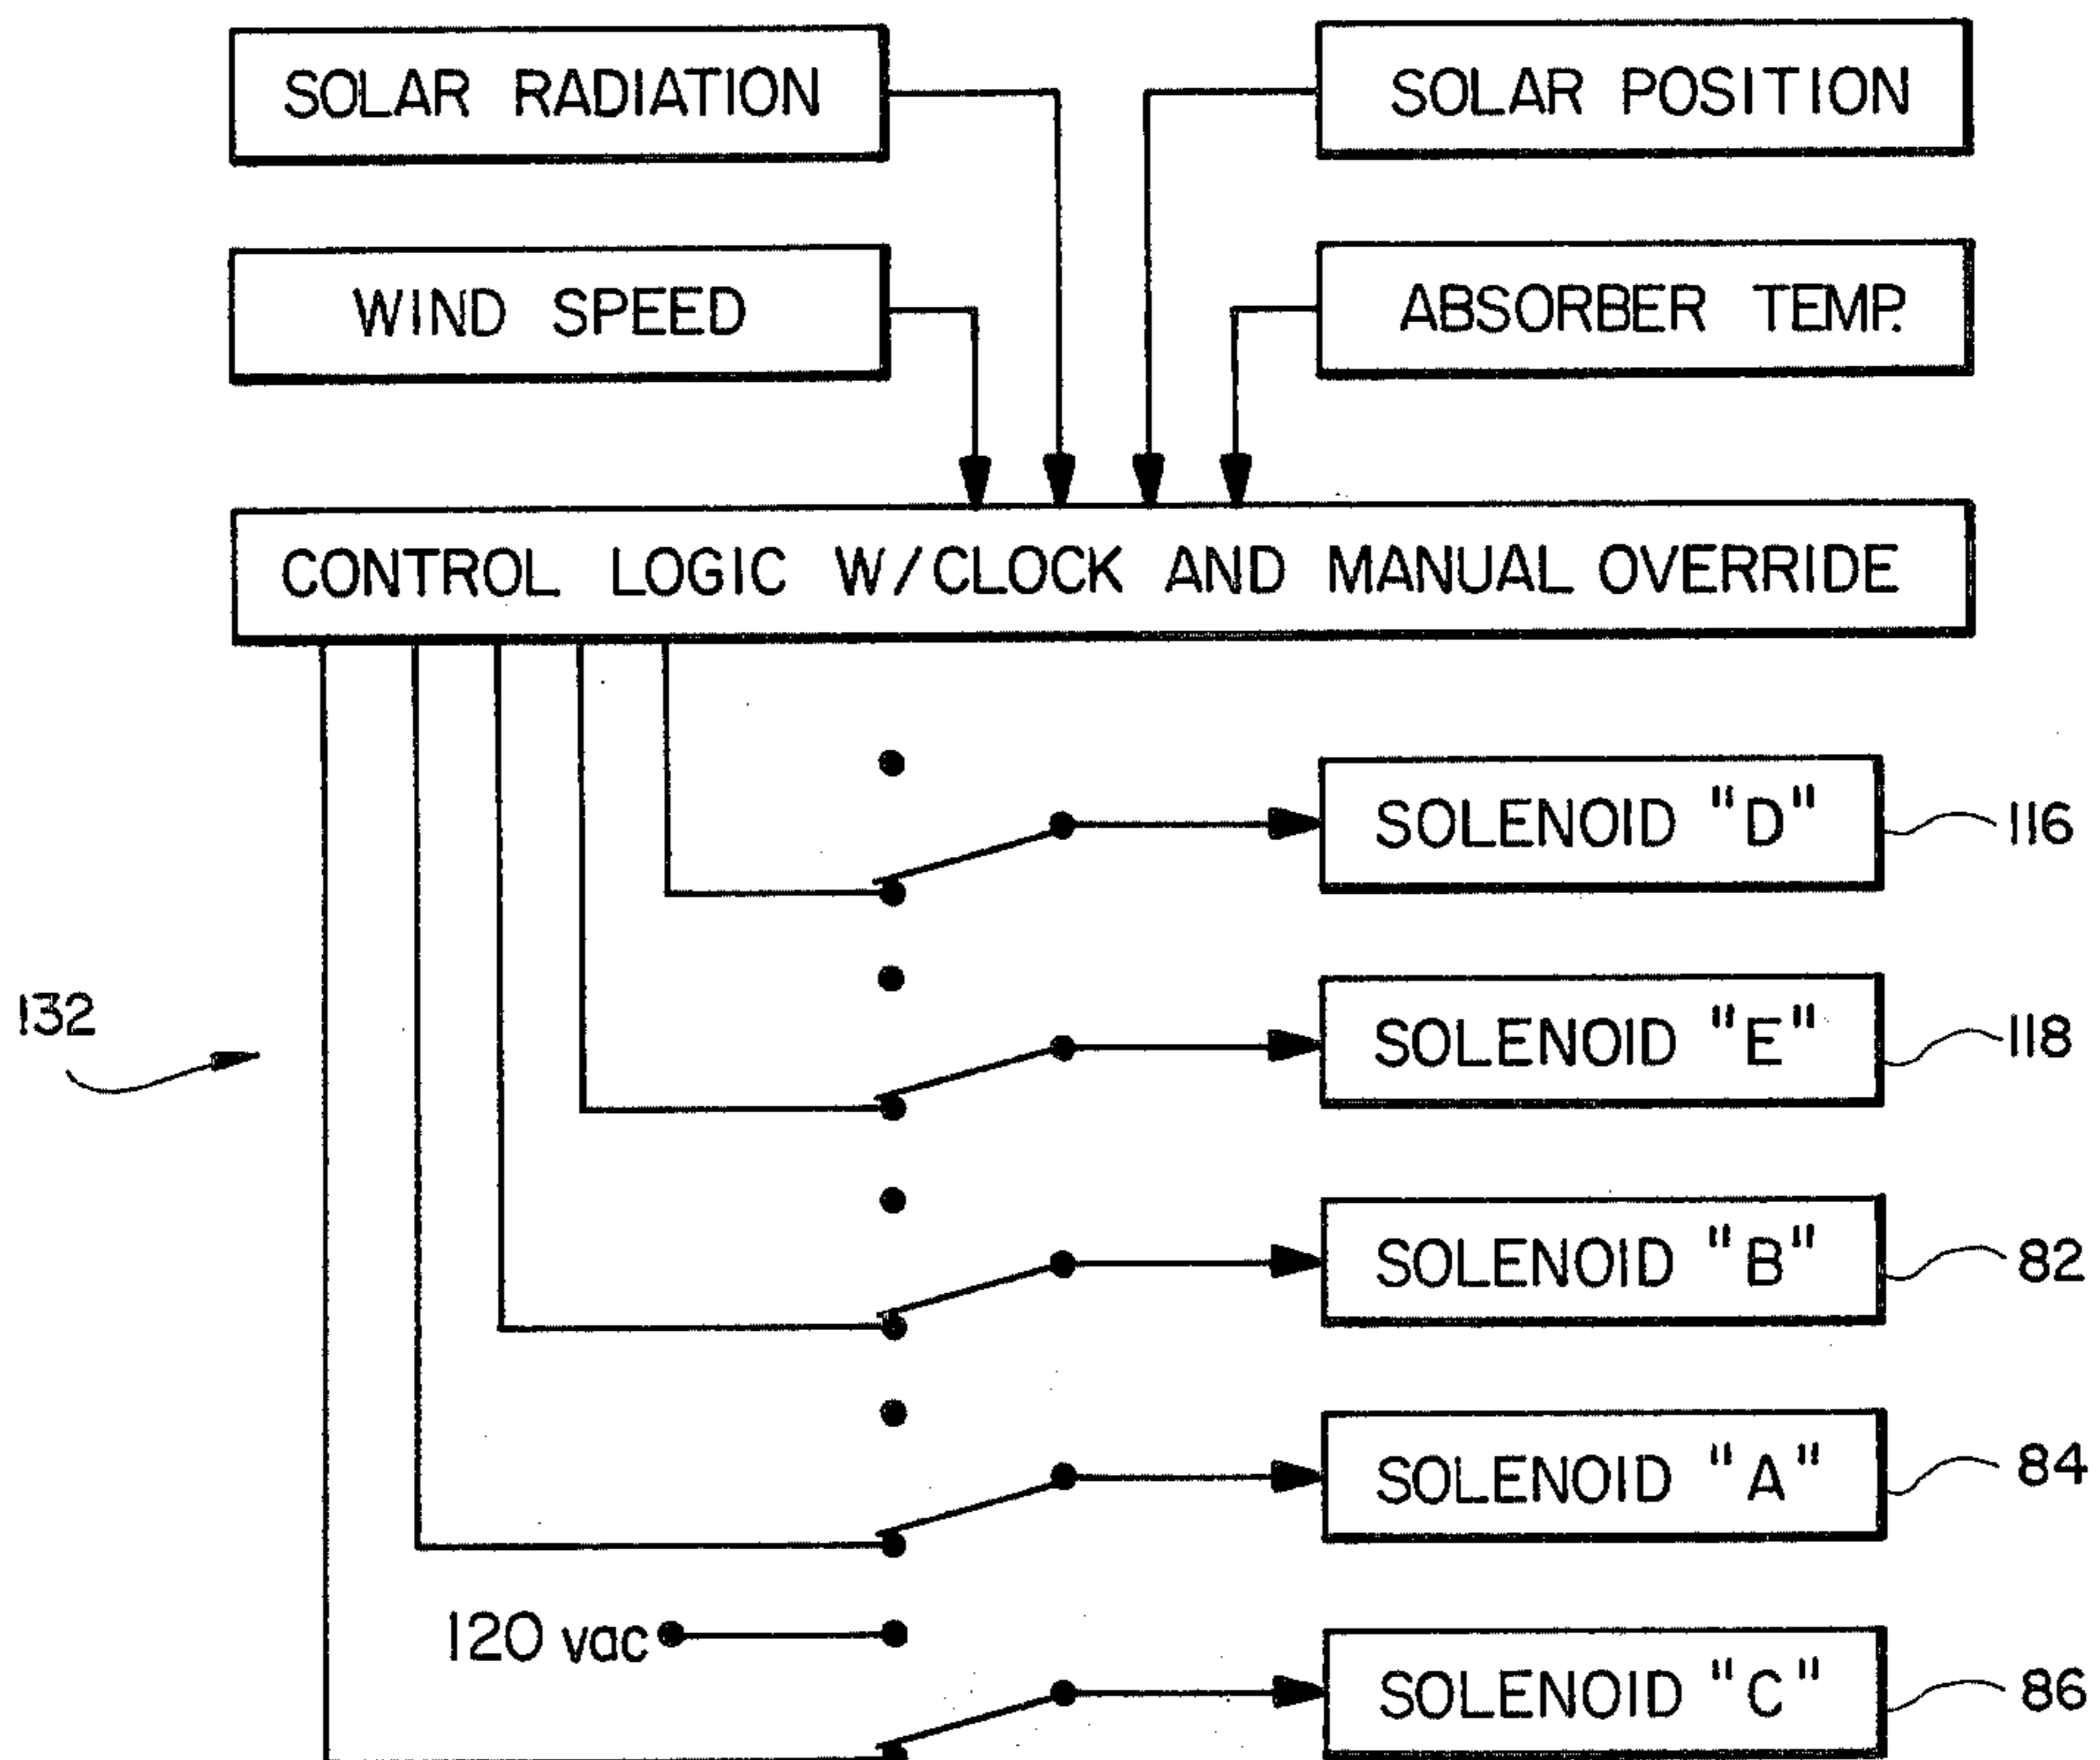 SOLAR RADIATION
SOLAR POSITION
WIND SPEED
ABSORBER TEMP.
CONTROL LOGIC W/CLOCK AND MANUAL OVERRIDE
SOLENOID "D"
116
132
SOLENOID "E"
118
SOLENOID "B"
82
SOLENOID "A"
84
120 vac
SOLENOID "C"
86